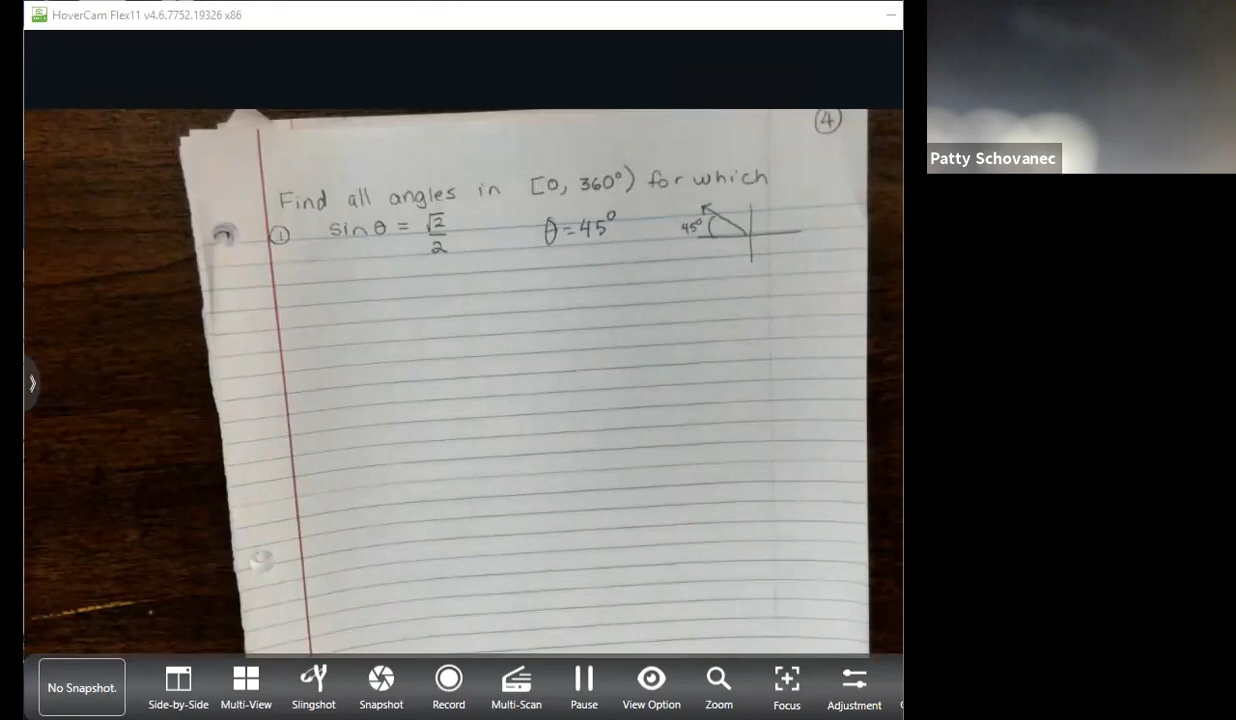 HoverCam Flex11 v4.6.7752.19326 x86
Patty Schovanec
④
Find all angles in [0, 360°) for which
① sin θ = √2/2 θ = 45° 45°
No Snapshot.
Side-by-Side Multi-View Slingshot Snapshot Record Multi-Scan Pause View Option Zoom Focus Adjustment